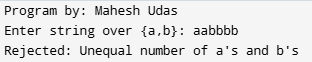 Program by: Mahesh Udas
Enter string over {a,b}: aabbbb
Rejected: Unequal number of a's and b's